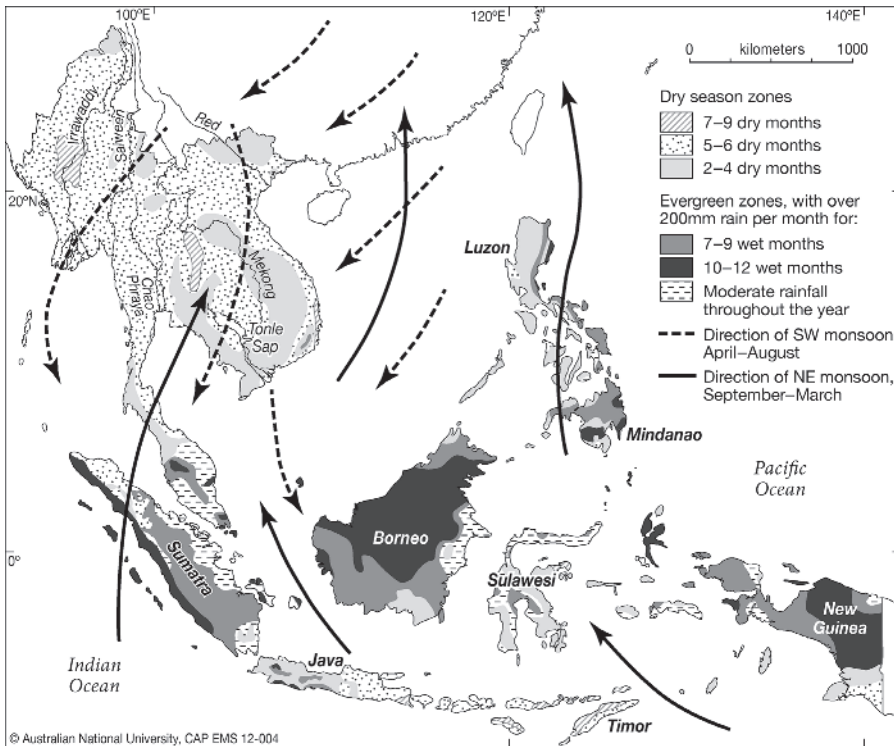 100°E
120°E
140°E
0 kilometers 1000
Dry season zones
7–9 dry months
5–6 dry months
2–4 dry months
Evergreen zones, with over
200mm rain per month for:
7–9 wet months
10–12 wet months
Moderate rainfall
throughout the year
Direction of SW monsoon,
April–August
Direction of NE monsoon,
September–March
Irrawaddy
Salween
Red
20°N
Chao
Phraya
Mekong
Tonle
Sap
Luzon
Mindanao
Pacific
Ocean
Borneo
0°
Sumatra
Sulawesi
New
Guinea
Java
Indian
Ocean
Timor
© Australian National University, CAP EMS 12-004